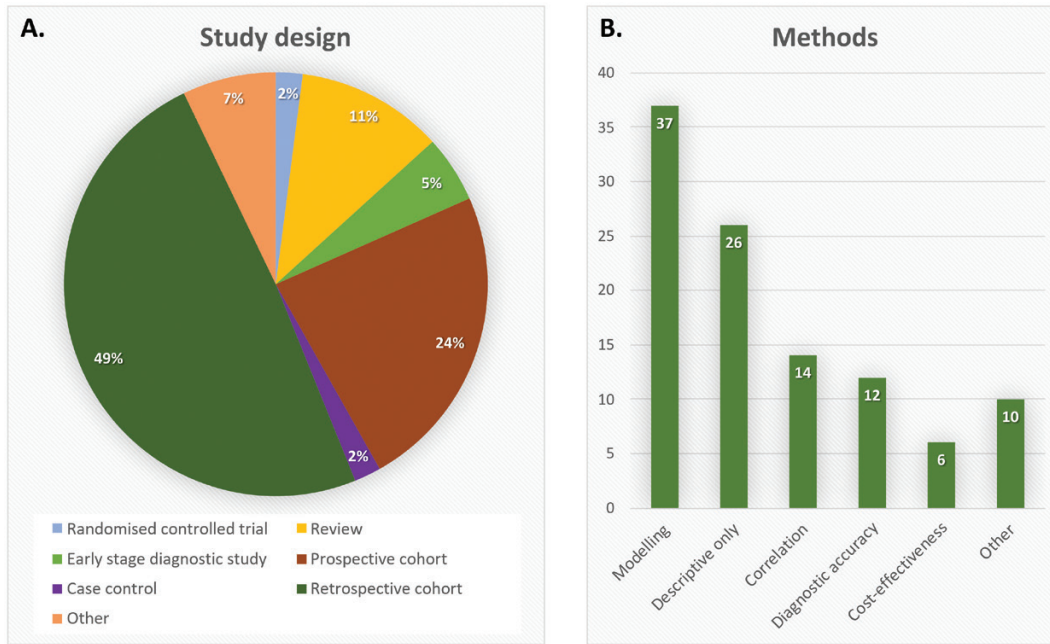 A.
Study design
2%
11%
5%
24%
2%
49%
7%
Randomised controlled trial
Review
Early stage diagnostic study
Prospective cohort
Case control
Retrospective cohort
Other
B.
Methods
40
35
30
25
20
15
10
5
0
37
26
14
12
6
10
Modelling
Descriptive only
Correlation
Diagnostic accuracy
Cost-effectiveness
Other